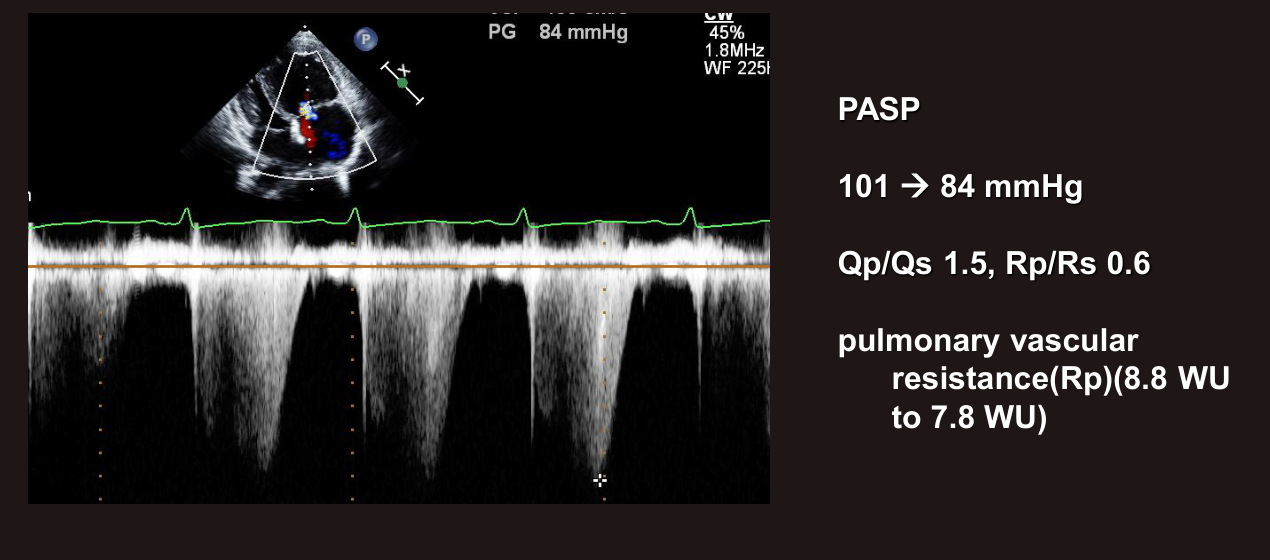 PG 84 mmHg
CW
45%
1.8MHz
P
PASP
101 → 84 mmHg
Qp/Qs 1.5, Rp/Rs 0.6
pulmonary vascular
resistance(Rp)(8.8 WU
to 7.8 WU)